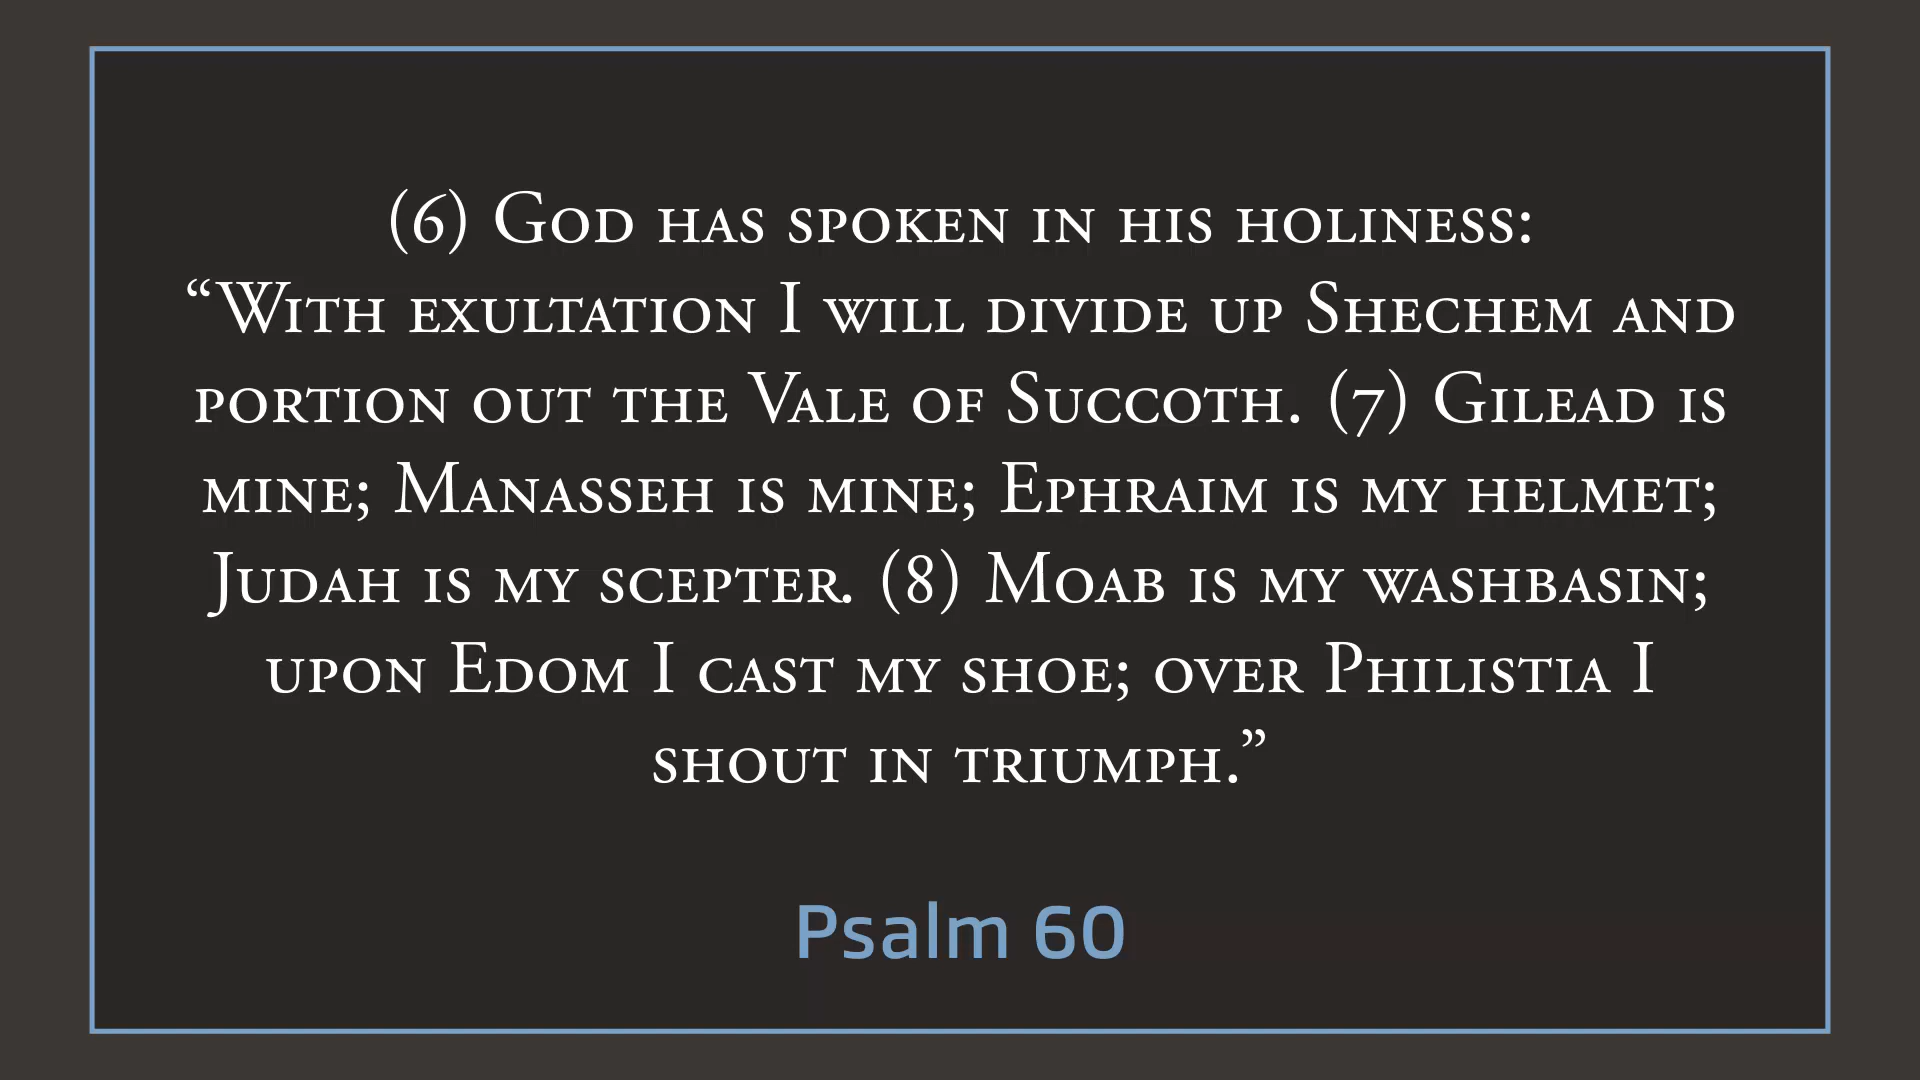 (6) God has spoken in his holiness:
“With exultation I will divide up Shechem and
portion out the Vale of Succoth. (7) Gilead is
mine; Manasseh is mine; Ephraim is my helmet;
Judah is my scepter. (8) Moab is my washbasin;
upon Edom I cast my shoe; over Philistia I
shout in triumph.”
Psalm 60